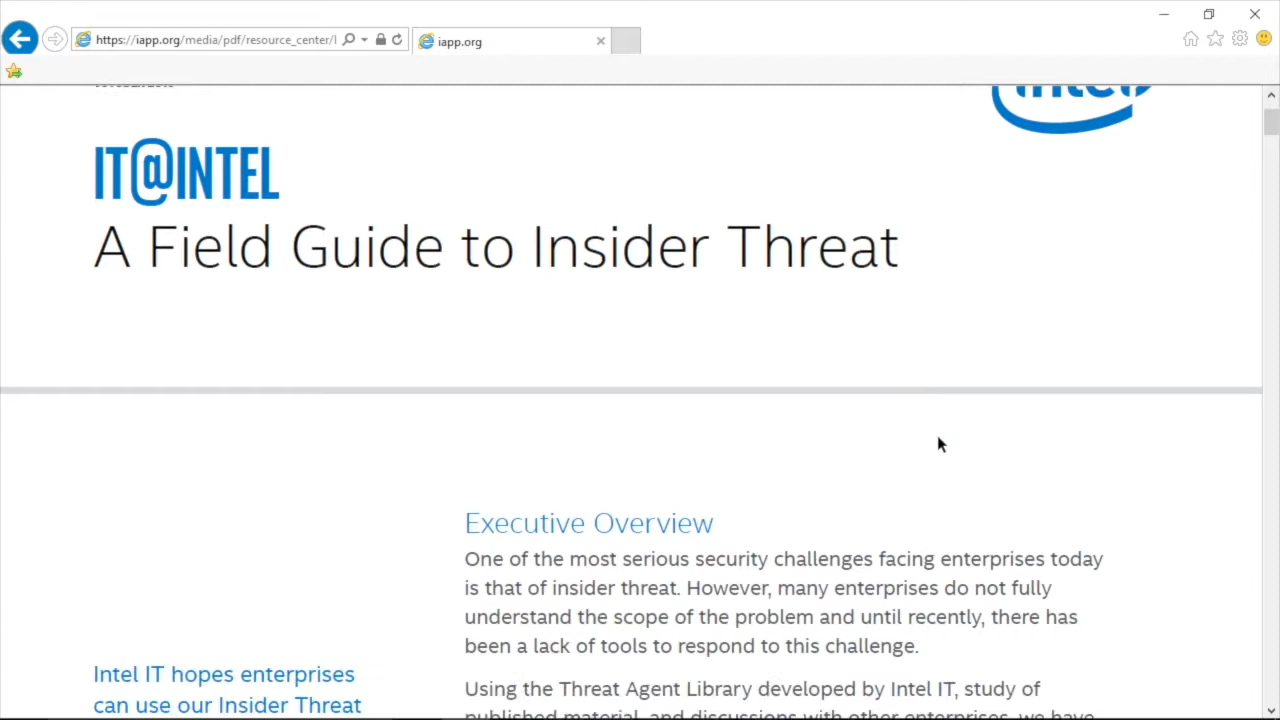 https://iapp.org/media/pdf/resource_center/I
iapp.org
intel
IT@INTEL
A Field Guide to Insider Threat
Executive Overview
One of the most serious security challenges facing enterprises today
is that of insider threat. However, many enterprises do not fully
understand the scope of the problem and until recently, there has
been a lack of tools to respond to this challenge.
Intel IT hopes enterprises
can use our Insider Threat
Using the Threat Agent Library developed by Intel IT, study of
published material, and discussions with other enterprises, we have